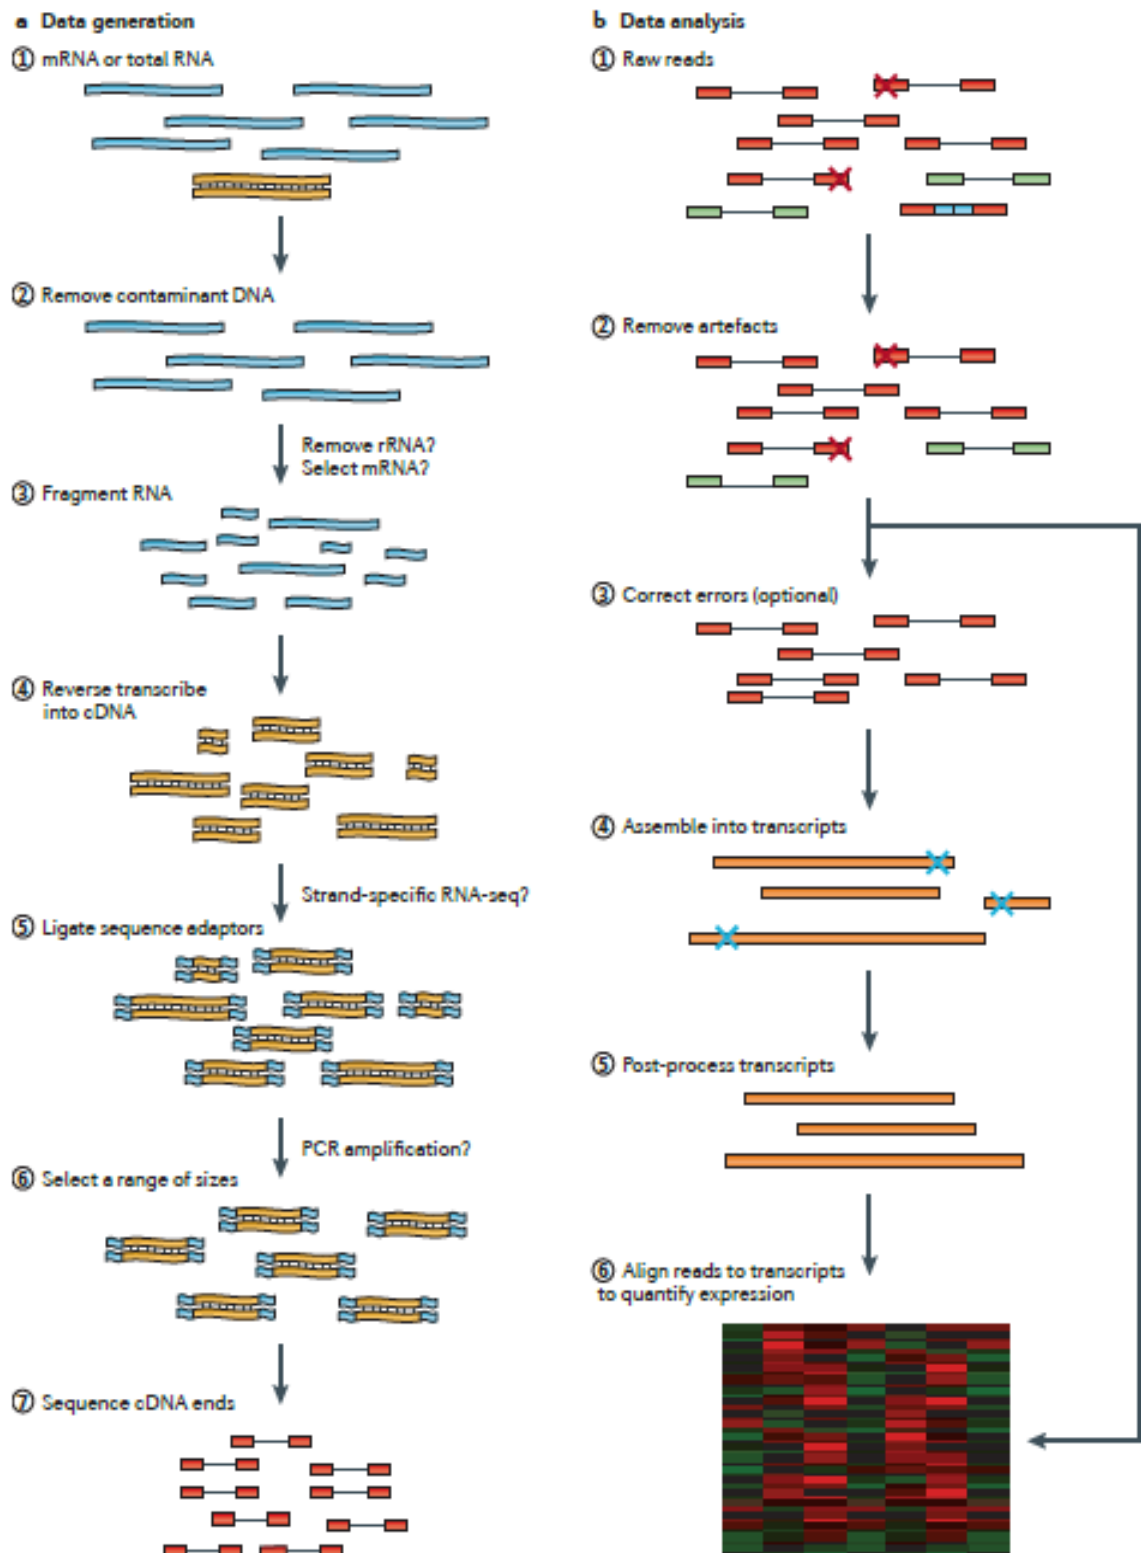 a Data generation
① mRNA or total RNA
② Remove contaminant DNA
Remove rRNA?
Select mRNA?
③ Fragment RNA
④ Reverse transcribe
into cDNA
Strand-specific RNA-seq?
⑤ Ligate sequence adaptors
PCR amplification?
⑥ Select a range of sizes
⑦ Sequence cDNA ends
b Data analysis
① Raw reads
② Remove artefacts
③ Correct errors (optional)
④ Assemble into transcripts
⑤ Post-process transcripts
⑥ Align reads to transcripts
to quantify expression